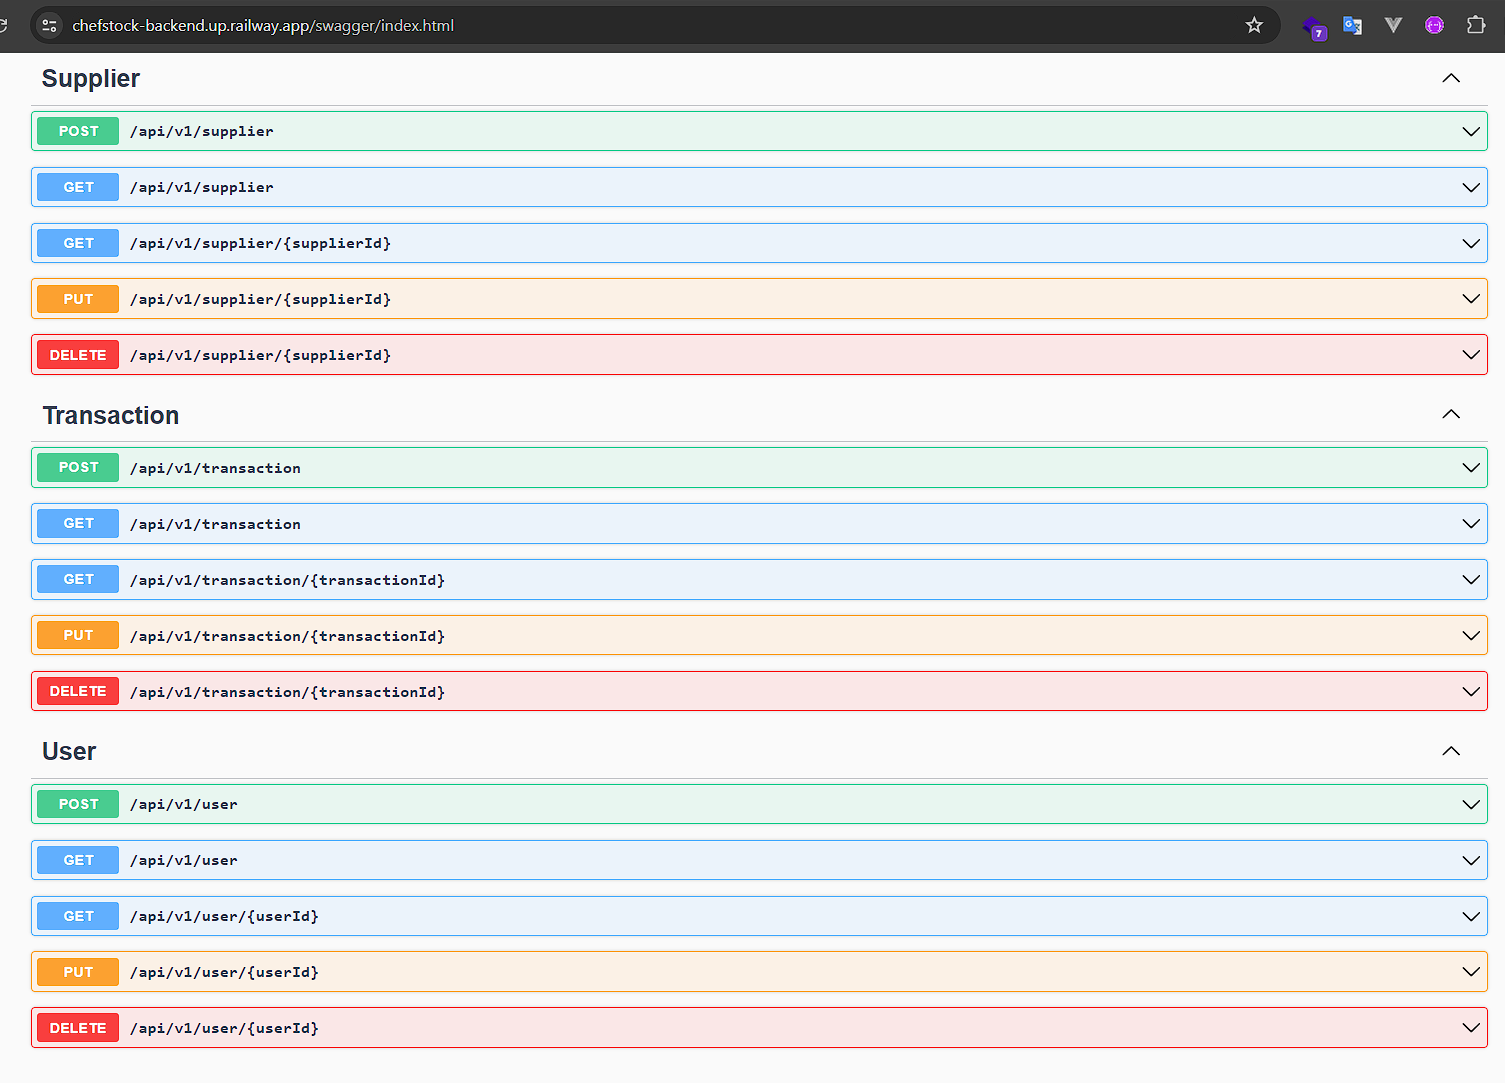 chefstock-backend.up.railway.app/swagger/index.html
7
Supplier
POST /api/v1/supplier
GET /api/v1/supplier
GET /api/v1/supplier/{supplierId}
PUT /api/v1/supplier/{supplierId}
DELETE /api/v1/supplier/{supplierId}
Transaction
POST /api/v1/transaction
GET /api/v1/transaction
GET /api/v1/transaction/{transactionId}
PUT /api/v1/transaction/{transactionId}
DELETE /api/v1/transaction/{transactionId}
User
POST /api/v1/user
GET /api/v1/user
GET /api/v1/user/{userId}
PUT /api/v1/user/{userId}
DELETE /api/v1/user/{userId}